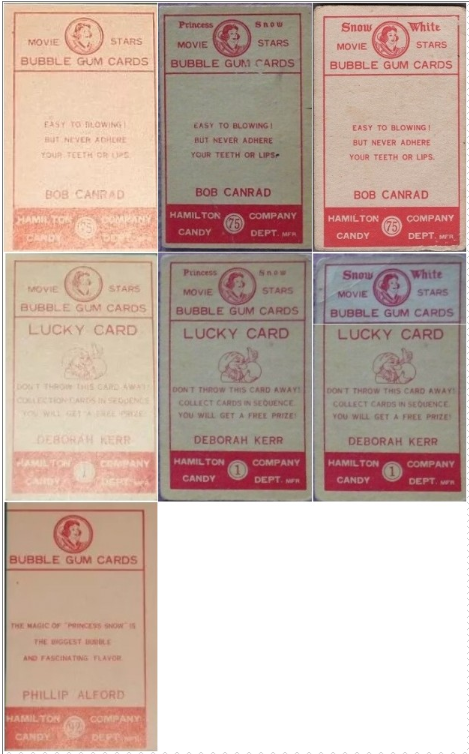 MOVIE STARS
BUBBLE GUM CARDS
EASY TO BLOWING!
BUT NEVER ADHERE
YOUR TEETH OR LIPS.
BOB CANRAD
HAMILTON 75 COMPANY
CANDY DEPT. MFR.
Princess Snow
MOVIE STARS
BUBBLE GUM CARDS
EASY TO BLOWING!
BUT NEVER ADHERE
YOUR TEETH OR LIPS.
BOB CANRAD
HAMILTON 75 COMPANY
CANDY DEPT. MFR.
Snow White
MOVIE STARS
BUBBLE GUM CARDS
EASY TO BLOWING!
BUT NEVER ADHERE
YOUR TEETH OR LIPS.
BOB CANRAD
HAMILTON 75 COMPANY
CANDY DEPT. MFR.
MOVIE STARS
BUBBLE GUM CARDS
LUCKY CARD
DON'T THROW THIS CARD AWAY!
COLLECTION CARDS IN SEQUENCE.
YOU WILL GET A FREE PRIZE!
DEBORAH KERR
HAMILTON 1 COMPANY
CANDY DEPT. MFR.
Princess Snow
MOVIE STARS
BUBBLE GUM CARDS
LUCKY CARD
DON'T THROW THIS CARD AWAY!
COLLECT CARDS IN SEQUENCE.
YOU WILL GET A FREE PRIZE!
DEBORAH KERR
HAMILTON 1 COMPANY
CANDY DEPT. MFR.
Snow White
MOVIE STARS
BUBBLE GUM CARDS
LUCKY CARD
DON'T THROW THIS CARD AWAY!
COLLECT CARDS IN SEQUENCE.
YOU WILL GET A FREE PRIZE!
DEBORAH KERR
HAMILTON 1 COMPANY
CANDY DEPT. MFR.
BUBBLE GUM CARDS
THE MAGIC OF "PRINCESS SNOW" IS
THE BIGGEST BUBBLE
AND FASCINATING FLAVOR
PHILLIP ALFORD
HAMILTON COMPANY
CANDY DEPT. MFR.